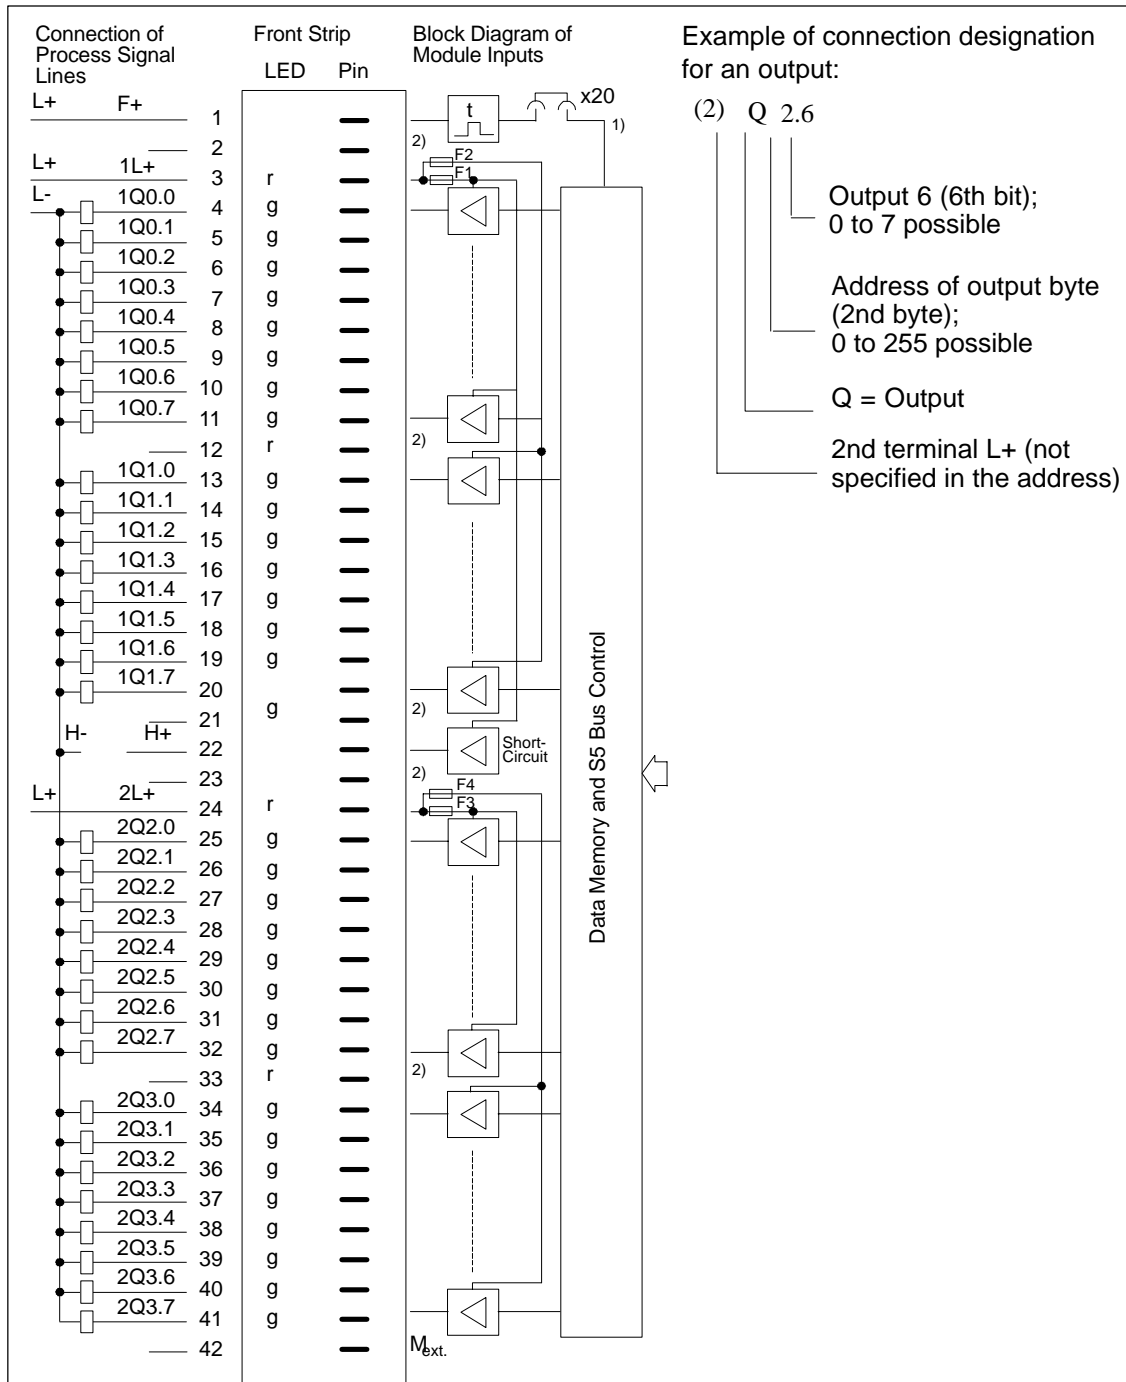 Connection of
Process Signal
Lines
Front Strip
LED Pin
Block Diagram of
Module Inputs
Example of connection designation
for an output:
(2) Q 2.6
Output 6 (6th bit);
0 to 7 possible
Address of output byte
(2nd byte);
0 to 255 possible
Q = Output
2nd terminal L+ (not
specified in the address)
L+ F+ 1 t x20 1)
2 2)
F2
L+ 1L+ 3 r F1
L- 1Q0.0 4 g
1Q0.1 5 g
1Q0.2 6 g
1Q0.3 7 g
1Q0.4 8 g
1Q0.5 9 g
1Q0.6 10 g
1Q0.7 11 g
12 r 2)
1Q1.0 13 g
1Q1.1 14 g
1Q1.2 15 g
1Q1.3 16 g
1Q1.4 17 g
1Q1.5 18 g
1Q1.6 19 g
1Q1.7 20
21 g 2)
H- H+ 22 Short-
Circuit
23 2)
F4
L+ 2L+ 24 r F3
2Q2.0 25 g
2Q2.1 26 g
2Q2.2 27 g
2Q2.3 28 g
2Q2.4 29 g
2Q2.5 30 g
2Q2.6 31 g
2Q2.7 32 g
33 r 2)
2Q3.0 34 g
2Q3.1 35 g
2Q3.2 36 g
2Q3.3 37 g
2Q3.4 38 g
2Q3.5 39 g
2Q3.6 40 g
2Q3.7 41 g
42 Mext.
Data Memory and S5 Bus Control